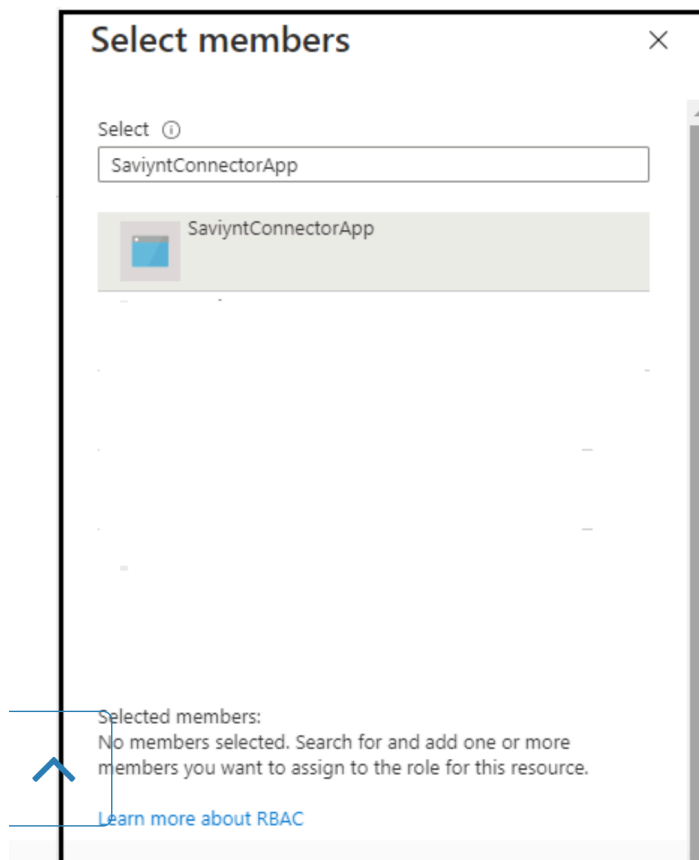 Select members
Select
SaviyntConnectorApp
SaviyntConnectorApp
Selected members:
No members selected. Search for and add one or more
members you want to assign to the role for this resource.
Learn more about RBAC